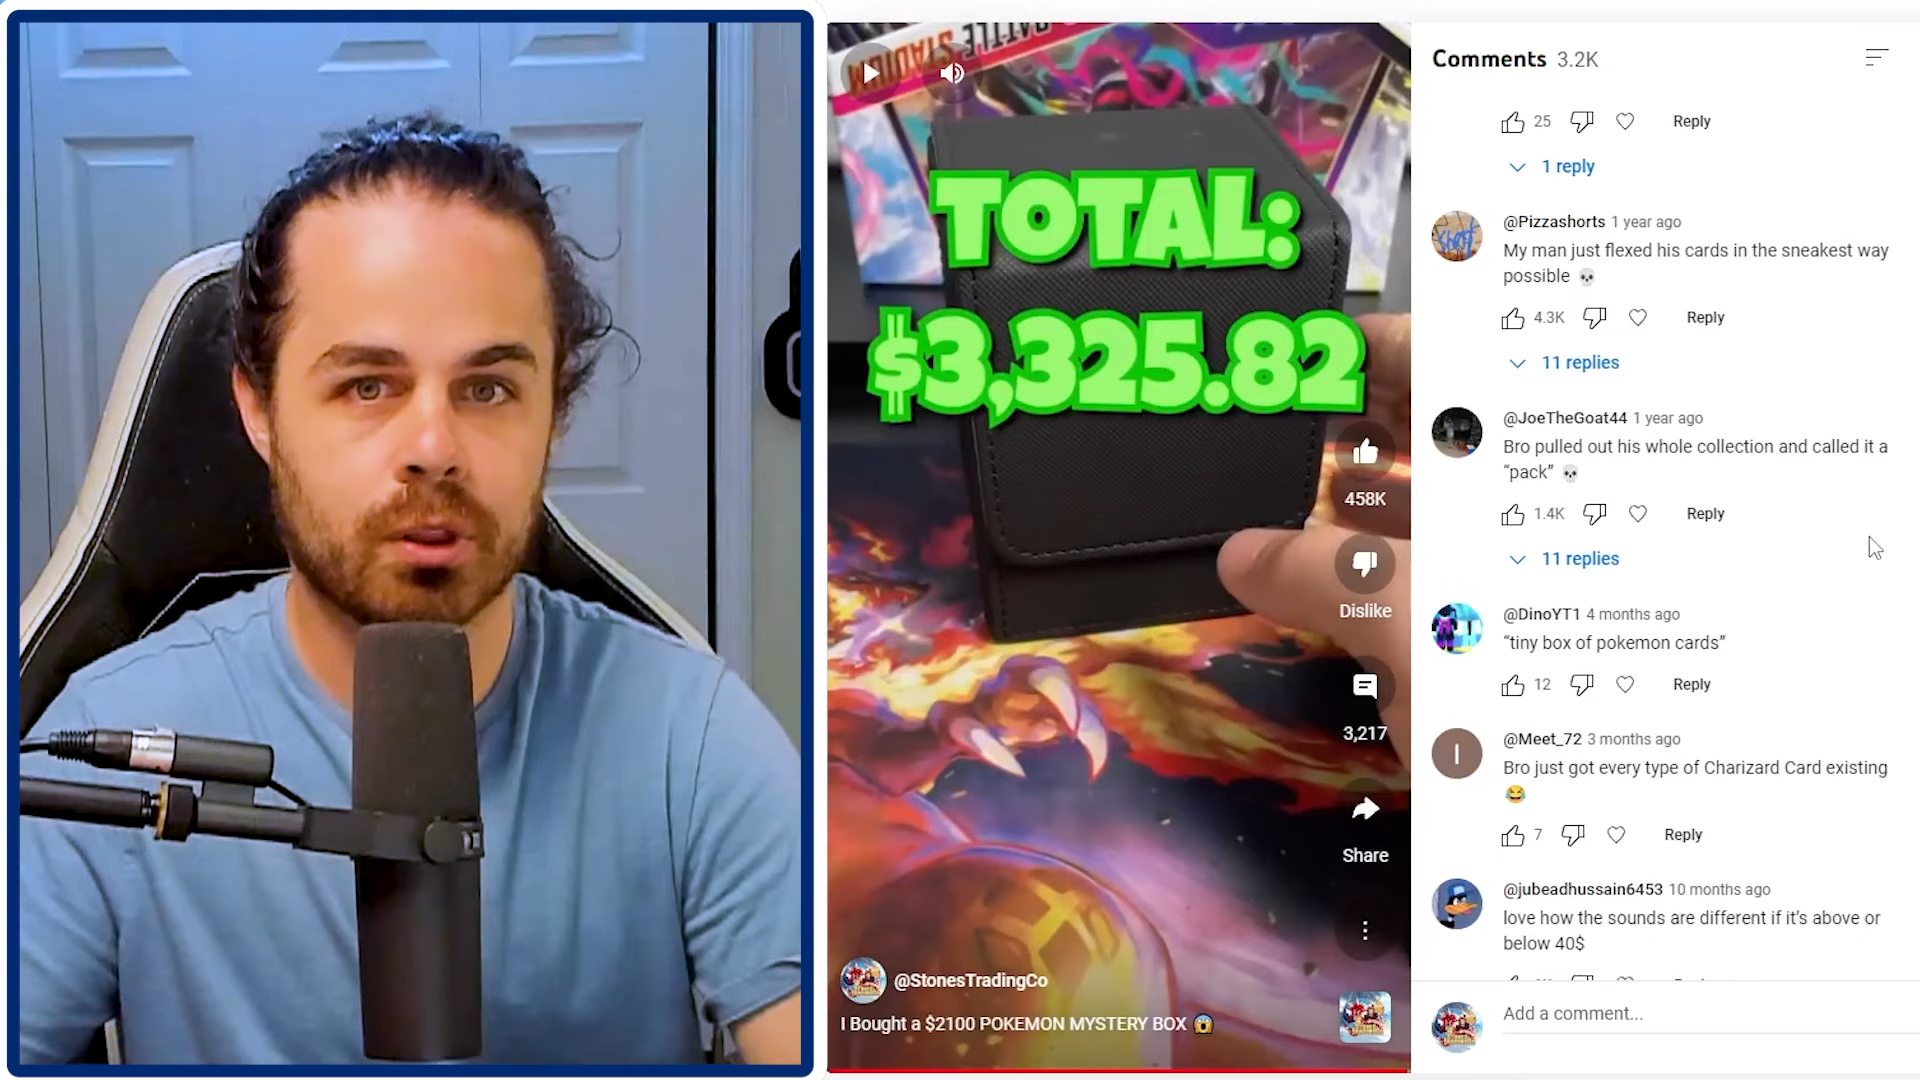 BATTLE STADIUM
TOTAL:
$3,325.82
458K
Dislike
3,217
Share
@StonesTradingCo
I Bought a $2100 POKEMON MYSTERY BOX 😱
Comments 3.2K
25 Reply
1 reply
@Pizzashorts 1 year ago
My man just flexed his cards in the sneakest way
possible 💀
4.3K Reply
11 replies
@JoeTheGoat44 1 year ago
Bro pulled out his whole collection and called it a
“pack” 💀
1.4K Reply
11 replies
@DinoYT1 4 months ago
“tiny box of pokemon cards”
12 Reply
@Meet_72 3 months ago
I
Bro just got every type of Charizard Card existing
😂
7 Reply
@jubeadhussain6453 10 months ago
love how the sounds are different if it's above or
below 40$
Add a comment...